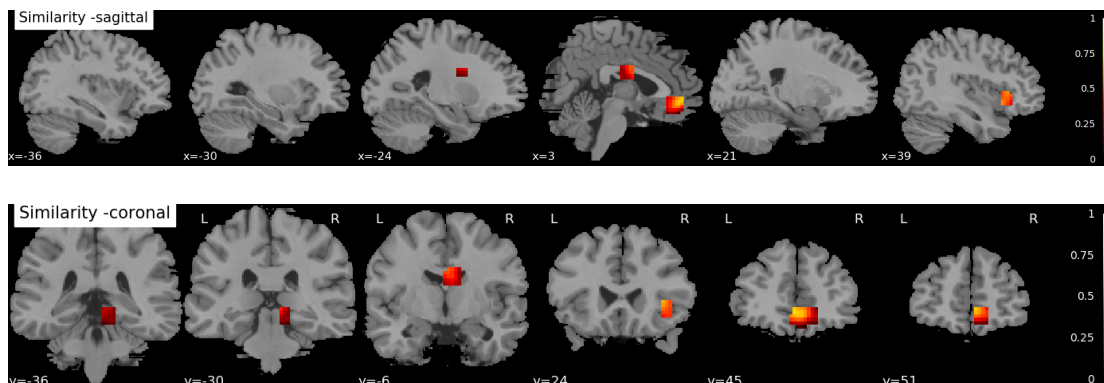 Similarity -sagittal
1
0.75
0.5
0.25
0
x=-36
x=-30
x=-24
x=3
x=21
x=39
Similarity -coronal
L R L R L R L R L R
1
0.75
0.5
0.25
0
y=-36
y=-30
y=-6
y=24
y=45
y=51